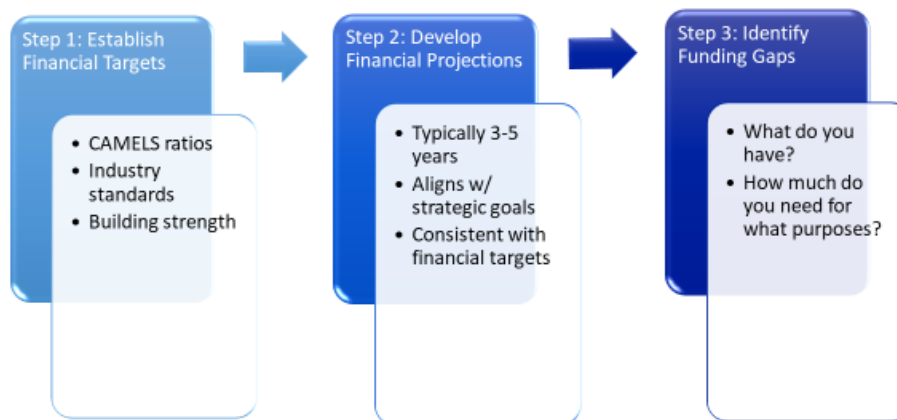 Step 1: Establish
Financial Targets
• CAMELS ratios
• Industry
standards
• Building strength
Step 2: Develop
Financial Projections
• Typically 3-5
years
• Aligns w/
strategic goals
• Consistent with
financial targets
Step 3: Identify
Funding Gaps
• What do you
have?
• How much do
you need for
what purposes?